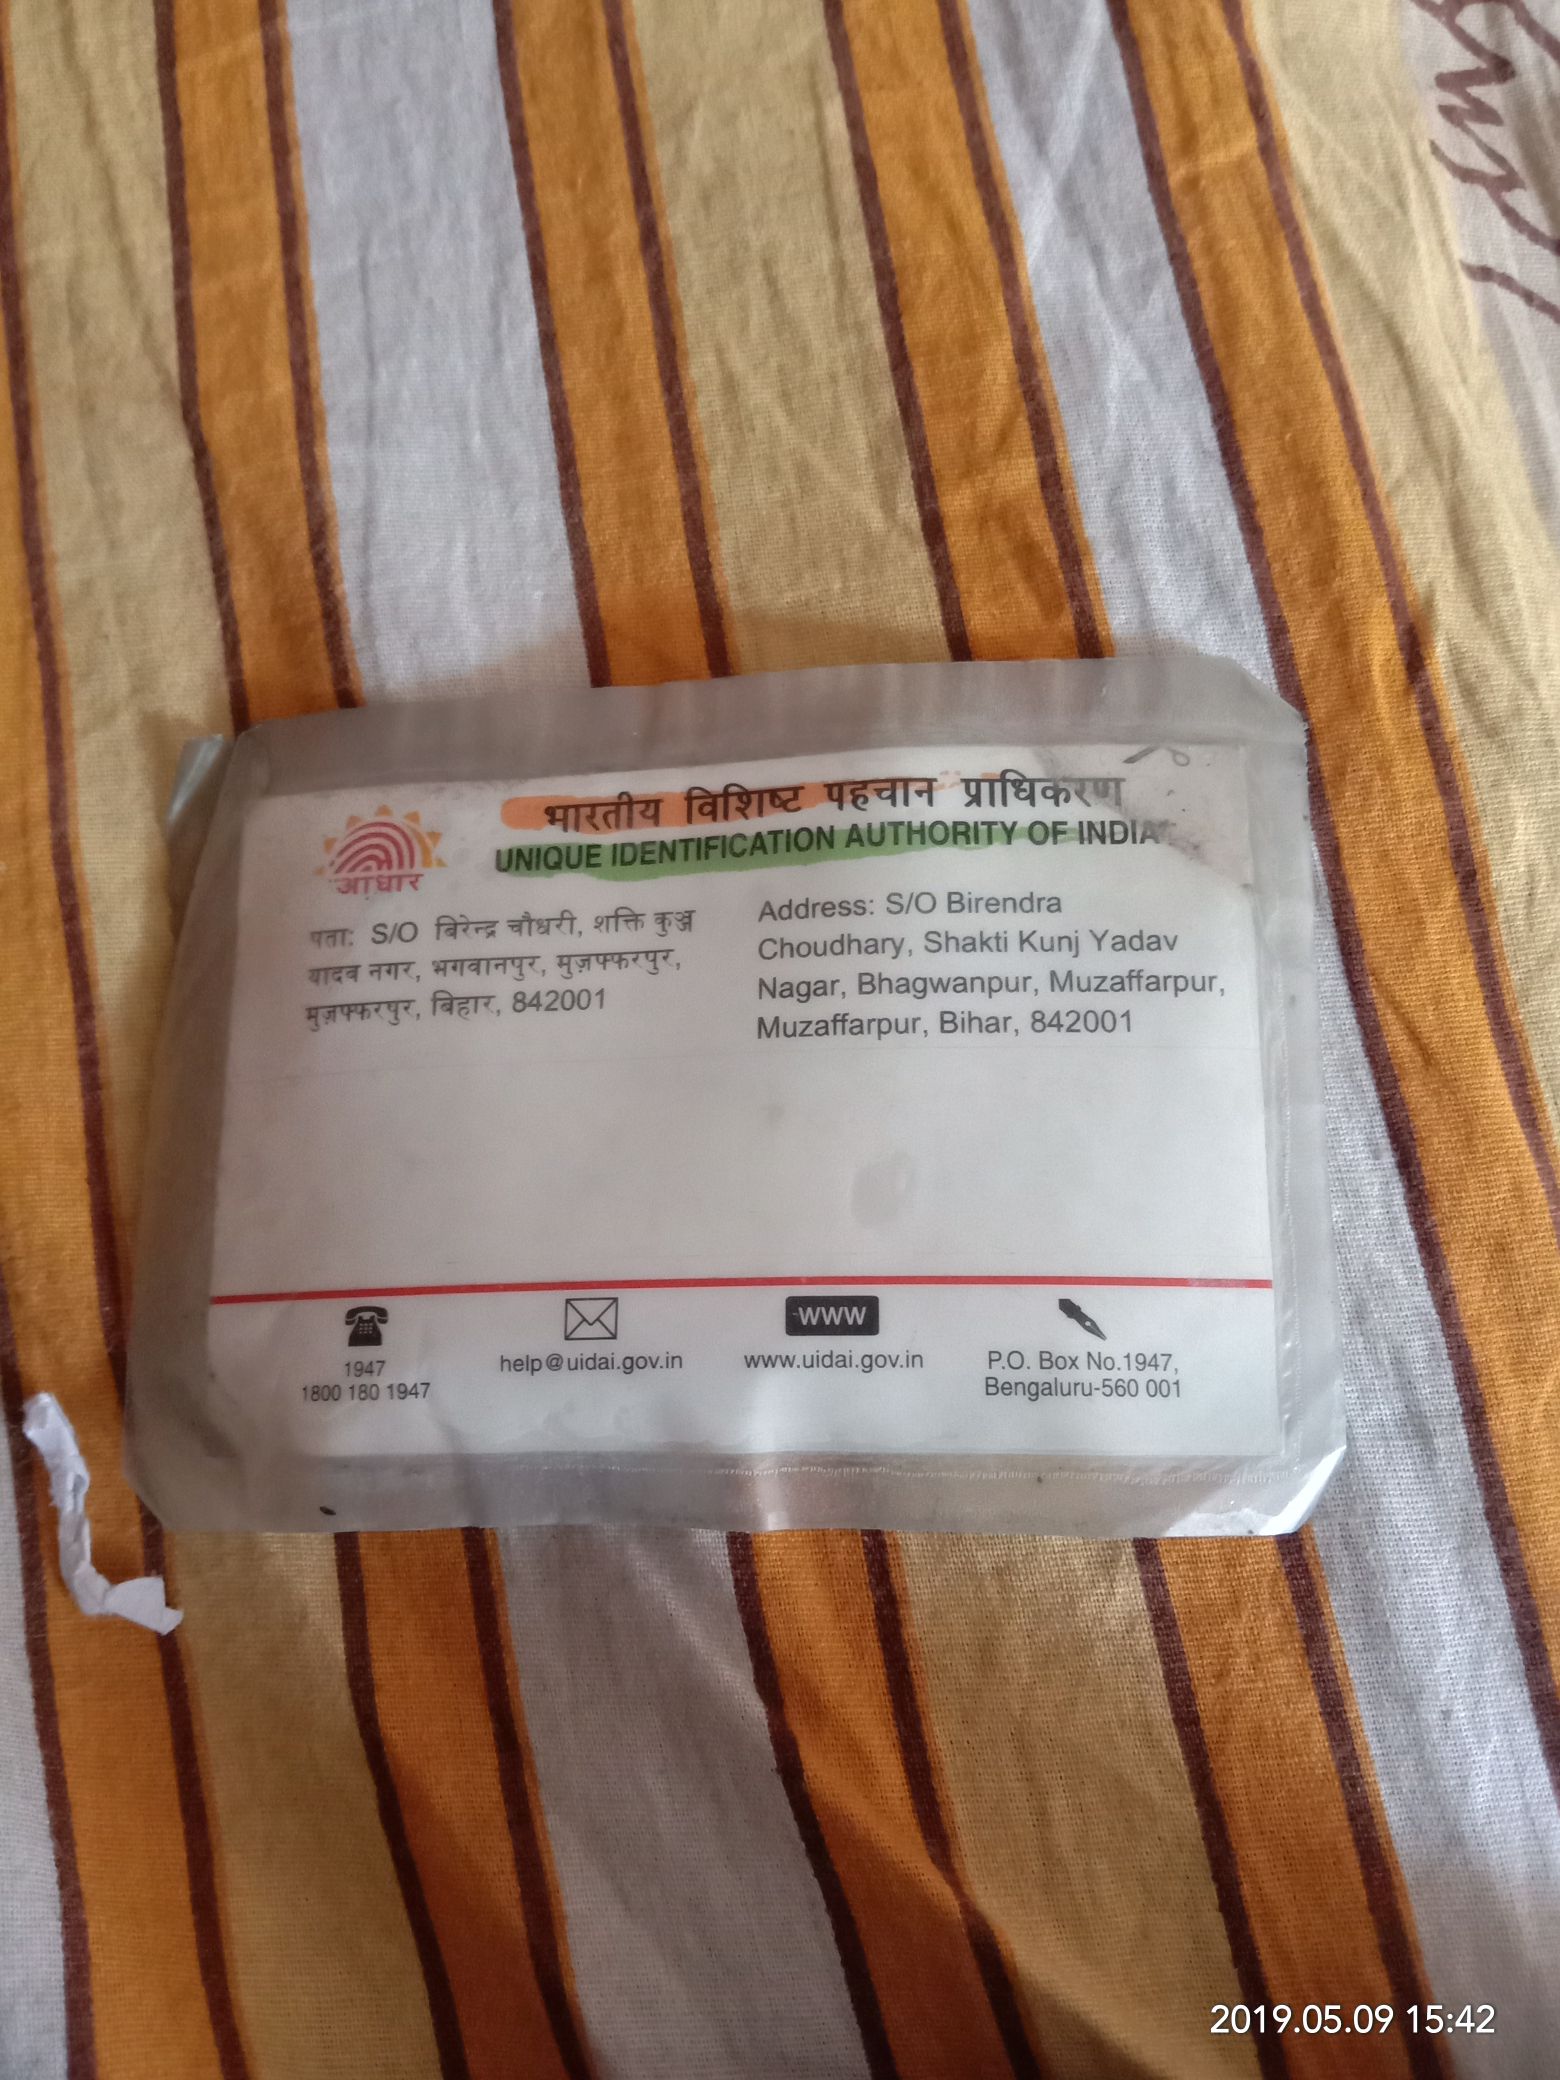 भारतीय विशिष्ट पहचान प्राधिकरण
UNIQUE IDENTIFICATION AUTHORITY OF INDIA
आधार
पता: S/O बिरेन्द्र चौधरी, शक्ति कुञ्ज
यादव नगर, भगवानपुर, मुज़फ्फरपुर,
मुज़फ्फरपुर, बिहार, 842001
Address: S/O Birendra
Choudhary, Shakti Kunj Yadav
Nagar, Bhagwanpur, Muzaffarpur,
Muzaffarpur, Bihar, 842001
1947
1800 180 1947
help@uidai.gov.in
www
www.uidai.gov.in
P.O. Box No.1947,
Bengaluru-560 001
2019.05.09 15:42